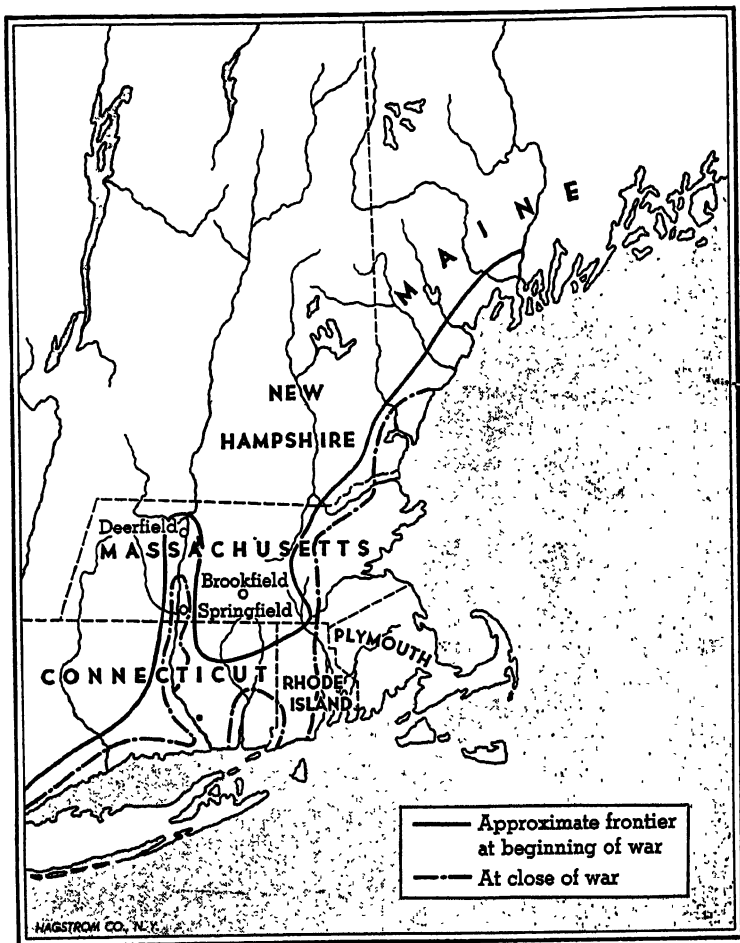 MAINE
NEW
HAMPSHIRE
Deerfield
MASSACHUSETTS
Brookfield
Springfield
PLYMOUTH
CONNECTICUT
RHODE
ISLAND
Approximate frontier
at beginning of war
At close of war
HAGSTROM CO., N.Y.